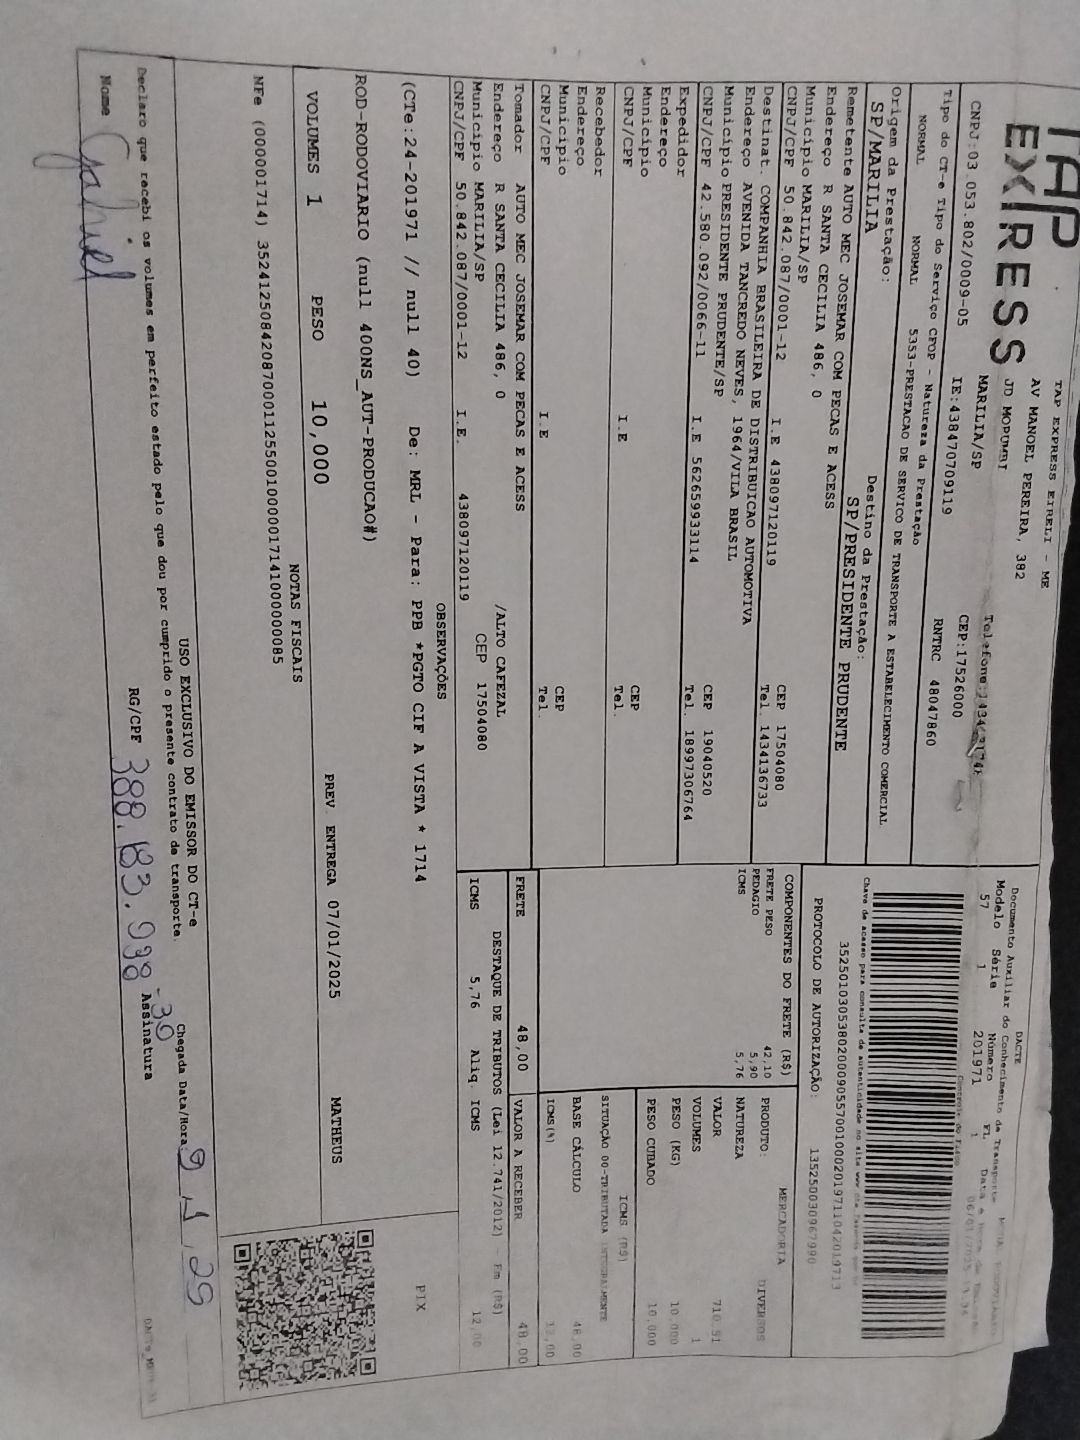 TAP
EXPRESS
TAP EXPRESS EIRELI - ME
AV MANOEL PEREIRA, 382
JD MORUMBI
MARILIA/SP
CEP:17526000
CNPJ:03 053.802/0009-05 IE:438470709119
Tipo do CT-e Tipo do Serviço CFOP - Natureza da Prestação RNTRC 48047860
NORMAL NORMAL 5353-PRESTACAO DE SERVICO DE TRANSPORTE A ESTABELECIMENTO COMERCIAL
Origem da Prestação: Destino da Prestação:
SP/MARILIA SP/PRESIDENTE PRUDENTE
Remetente AUTO MEC JOSEMAR COM PECAS E ACESS
Endereço R SANTA CECILIA 486, 0
Municipio MARILIA/SP CEP 17504080
CNPJ/CPF 50.842.087/0001-12 I.E 438097120119 Tel. 1434136733
Destinat. COMPANHIA BRASILEIRA DE DISTRIBUICAO AUTOMOTIVA
Endereço AVENIDA TANCREDO NEVES, 1964/VILA BRASIL
Municipio PRESIDENTE PRUDENTE/SP CEP 19040520
CNPJ/CPF 42.580.092/0066-11 I.E 562659933114 Tel. 18997306764
Expedidor
Endereço
Municipio CEP
CNPJ/CPF I.E Tel.
Recebedor
Endereço
Municipio CEP
CNPJ/CPF I.E Tel.
Tomador AUTO MEC JOSEMAR COM PECAS E ACESS
Endereço R SANTA CECILIA 486, 0 /ALTO CAFEZAL
Municipio MARILIA/SP CEP 17504080
CNPJ/CPF 50.842.087/0001-12 I.E. 438097120119
DACTE
Documento Auxiliar do Conhecimento de Transporte
Modelo Série Número FL
57 1 201971 1
Controle do Fisco
Chave de acesso para consulta de autenticidade no site www
35250103053802000905570010002019711042019713
PROTOCOLO DE AUTORIZAÇÃO: 135250030967990
COMPONENTES DO FRETE (R$)
FRETE PESO 42,10
PEDAGIO 5,90
ICMS 5,76
PRODUTO: MERCADORIA
NATUREZA DIVERSOS
VALOR 710,51
VOLUMES 1
PESO (KG) 10,000
PESO CUBADO 10,000
ICMS (R$)
SITUAÇÃO 00-TRIBUTADA INTEGRALMENTE
BASE CÁLCULO 48,00
ICMS(%) 12,00
FRETE 48,00 VALOR A RECEBER 48,00
DESTAQUE DE TRIBUTOS (Lei 12.741/2012) - Em (R$)
ICMS 5,76 Aliq. ICMS 12,00
OBSERVAÇÕES
(CTe:24-201971 // null 40) De: MRL - Para: PPB *PGTO CIF A VISTA * 1714
ROD-RODOVIARIO (null 400NS_AUT-PRODUCAO#)
PIX
VOLUMES 1 PESO 10,000 PREV. ENTREGA 07/01/2025 MATHEUS
NOTAS FISCAIS
NFe (000001714) 35241250842087000112550010000017141000000085
USO EXCLUSIVO DO EMISSOR DO CT-e
Declaro que recebi os volumes em perfeito estado pelo que dou por cumprido o presente contrato de transporte. Chegada Data/Hora
Nome Gabriel RG/CPF Assinatura